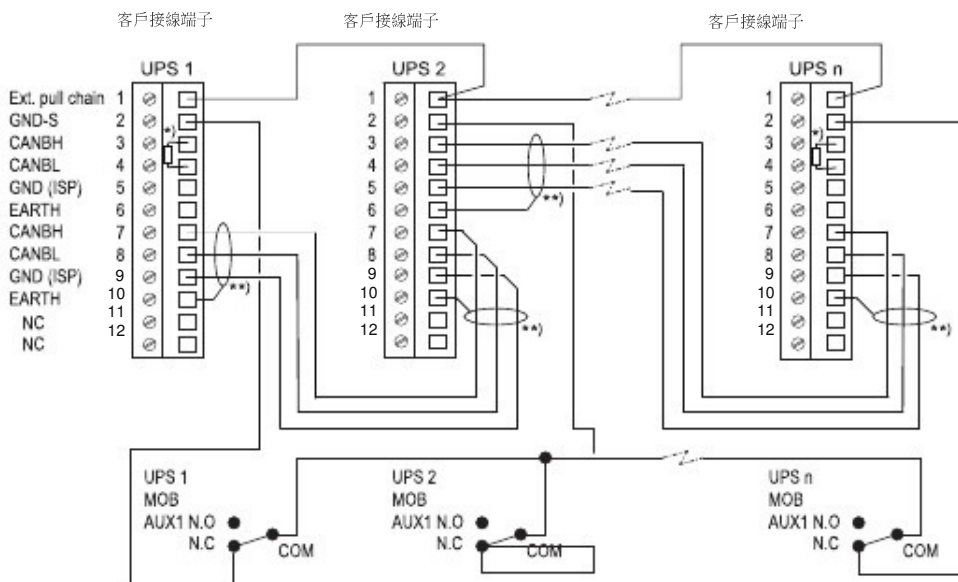 客戶接線端子 客戶接線端子 客戶接線端子
UPS 1 UPS 2 UPS n
Ext. pull chain 1 1 1
GND-S 2 2 2
CANBH 3 *) 3 3 *)
CANBL 4 4 4
GND (ISP) 5 5 5
EARTH 6 6 **) 6
CANBH 7 7 7
CANBL 8 8 8
GND (ISP) 9 **) 9 9
EARTH 10 10 10
11 11 **) 11 **)
NC 12 12 12
NC
UPS 1 UPS 2 UPS n
MOB MOB MOB
AUX1 N.O AUX1 N.O AUX1 N.O
N.C COM N.C COM N.C COM